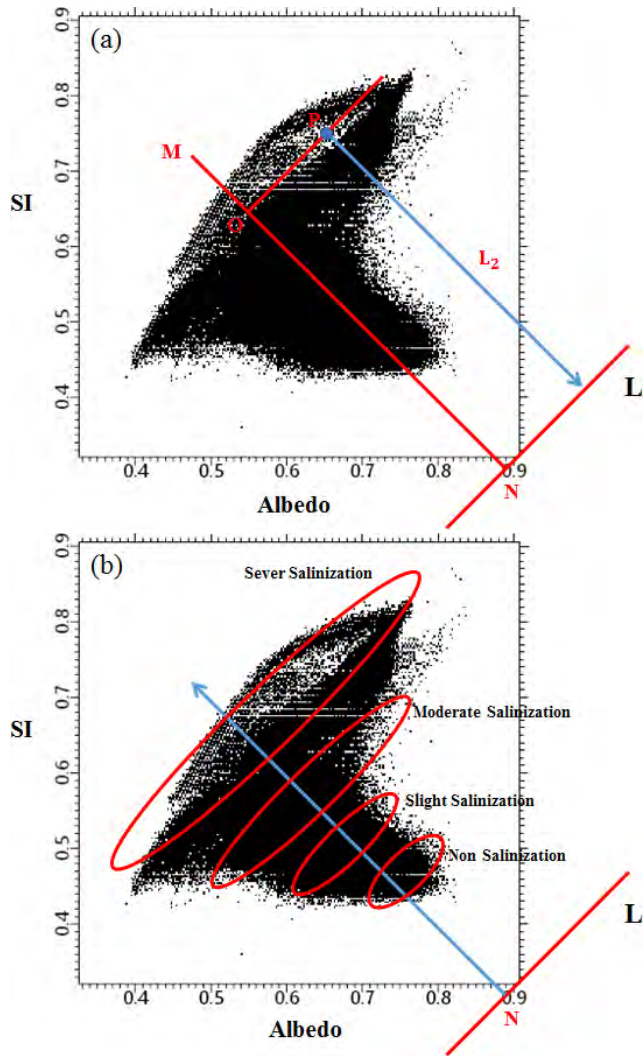 (a)
0.9
0.8
0.7
0.6
0.5
0.4
SI
M
P
O
L2
L
N
0.4 0.5 0.6 0.7 0.8 0.9
Albedo
(b)
0.9
0.8
0.7
0.6
0.5
0.4
SI
Sever Salinization
Moderate Salinization
Slight Salinization
Non Salinization
L
N
0.4 0.5 0.6 0.7 0.8 0.9
Albedo